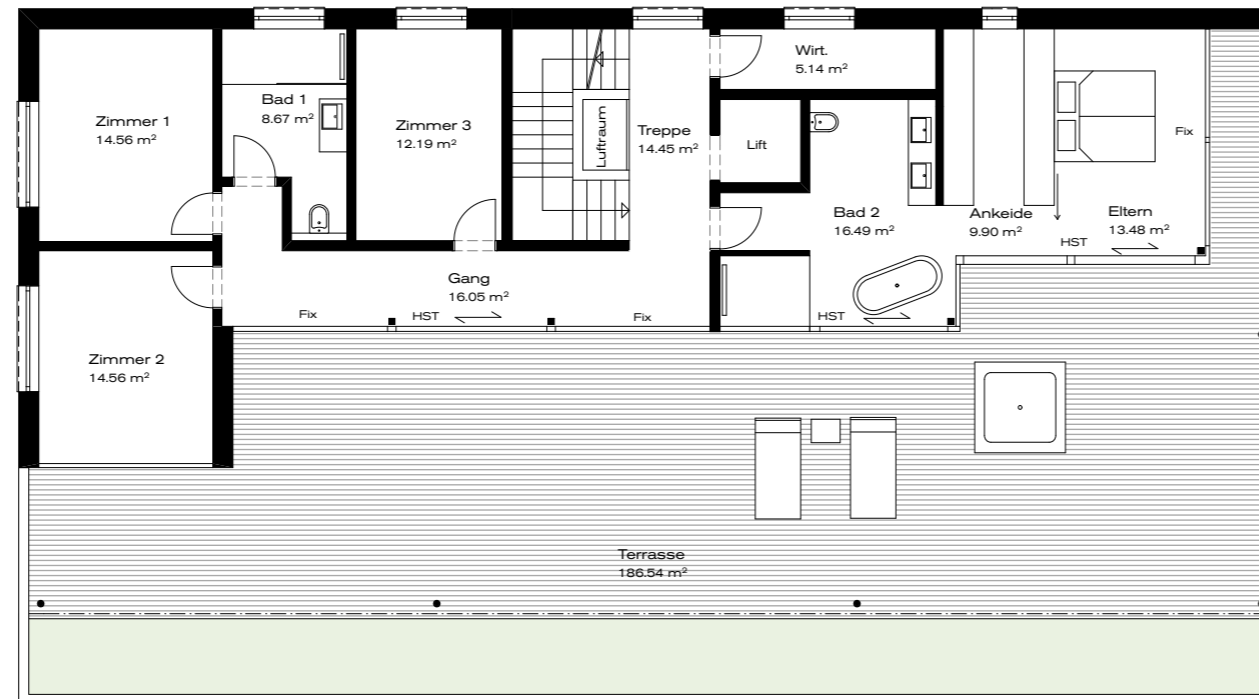 Zimmer 1
14.56 m²
Bad 1
8.67 m²
Zimmer 3
12.19 m²
Luftraum
Treppe
14.45 m²
Wirt.
5.14 m²
Lift
Bad 2
16.49 m²
Ankeide
9.90 m²
Eltern
13.48 m²
Fix
HST
Gang
16.05 m²
Fix
HST
Fix
HST
Zimmer 2
14.56 m²
Terrasse
186.54 m²